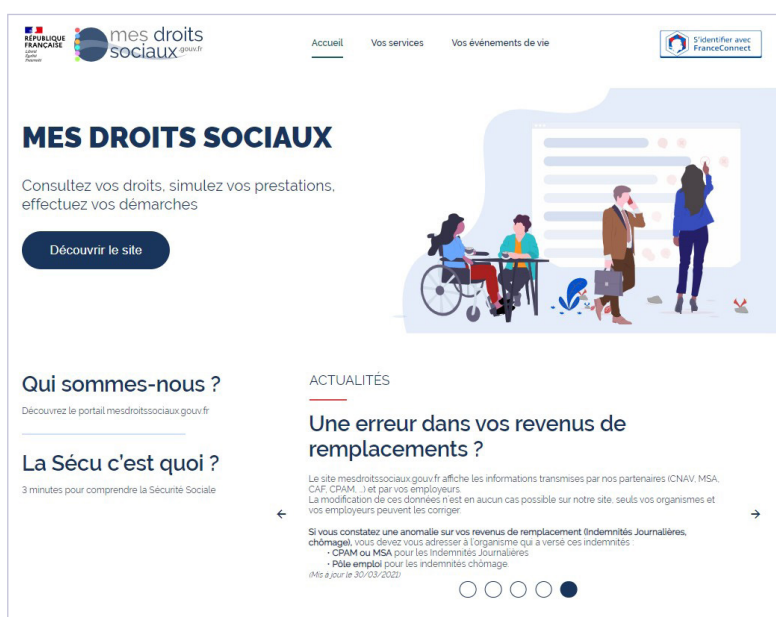 RÉPUBLIQUE
FRANÇAISE
Liberté
Égalité
Fraternité
mes droits
sociaux.gouv.fr
Accueil
Vos services
Vos événements de vie
S'identifier avec
FranceConnect
MES DROITS SOCIAUX
Consultez vos droits, simulez vos prestations,
effectuez vos démarches
Découvrir le site
Qui sommes-nous ?
Découvrez le portail mesdroitssociaux.gouv.fr
La Sécu c'est quoi ?
3 minutes pour comprendre la Sécurité Sociale
ACTUALITÉS
Une erreur dans vos revenus de
remplacements ?
Le site mesdroitssociaux.gouv.fr affiche les informations transmises par nos partenaires (CNAV, MSA,
CAF, CPAM, ...) et par vos employeurs.
La modification de ces données n'est en aucun cas possible sur notre site, seuls vos organismes et
vos employeurs peuvent les corriger.
Si vous constatez une anomalie sur vos revenus de remplacement (Indemnités Journalières,
chômage), vous devez vous adresser à l'organisme qui a versé ces indemnités :
• CPAM ou MSA pour les Indemnités Journalières
• Pôle emploi pour les indemnités chômage.
(Mis à jour le 30/03/2021)